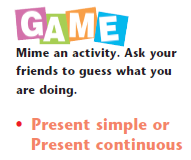 GAME
Mime an activity. Ask your
friends to guess what you
are doing.
• Present simple or
Present continuous